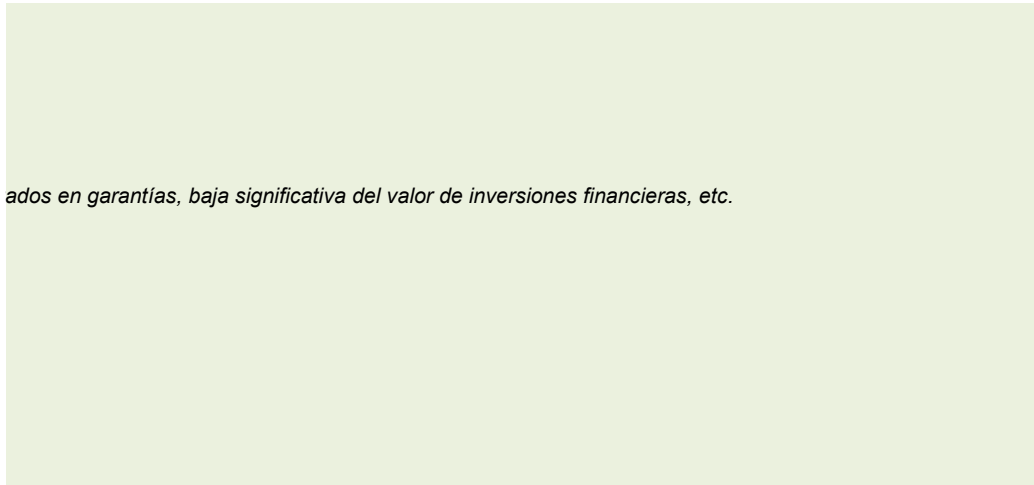 ados en garantías, baja significativa del valor de inversiones financieras, etc.